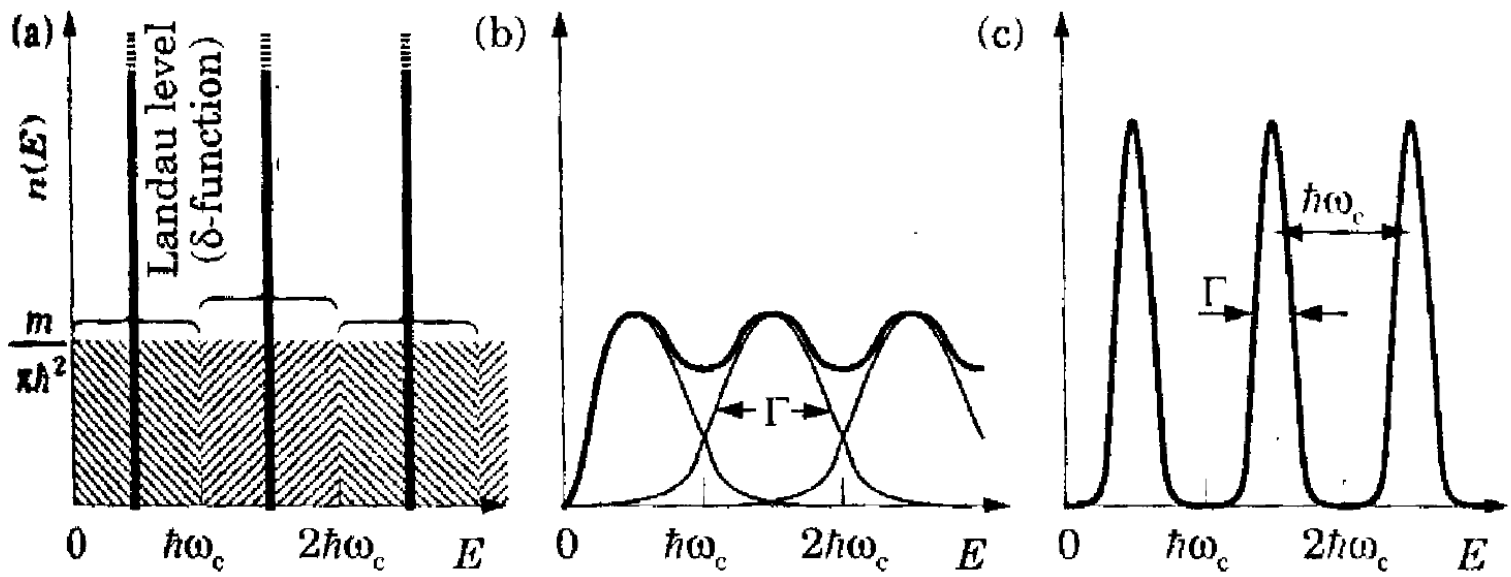 (a)
n(E)
Landau level
(δ-function)
m
πħ²
0
ħω_c
2ħω_c
E
(b)
Γ
0
ħω_c
2ħω_c
E
(c)
ħω_c
Γ
0
ħω_c
2ħω_c
E